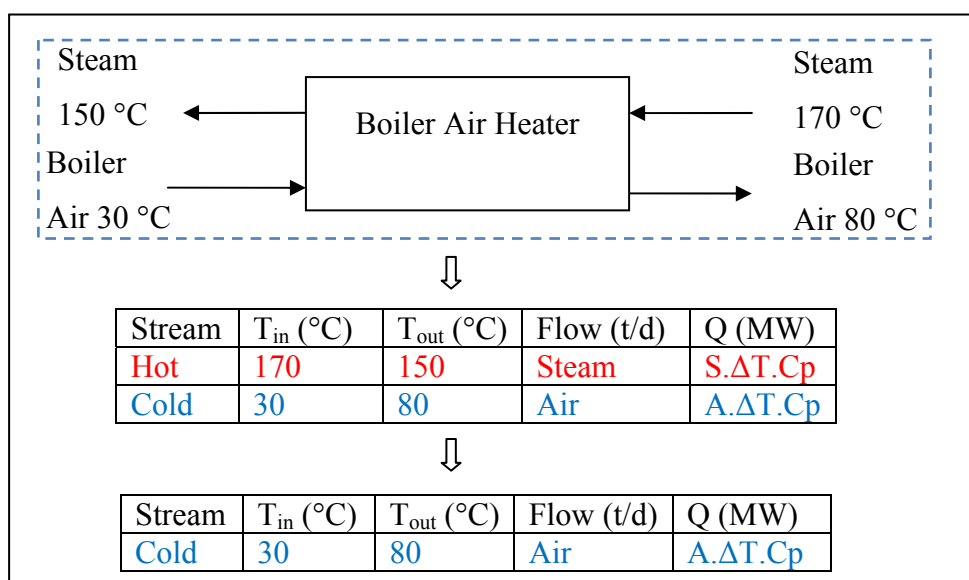 Steam
150 °C
Boiler
Air 30 °C
Boiler Air Heater
Steam
170 °C
Boiler
Air 80 °C
Stream Tin (°C) Tout (°C) Flow (t/d) Q (MW)
Hot 170 150 Steam S.ΔT.Cp
Cold 30 80 Air A.ΔT.Cp
Stream Tin (°C) Tout (°C) Flow (t/d) Q (MW)
Cold 30 80 Air A.ΔT.Cp